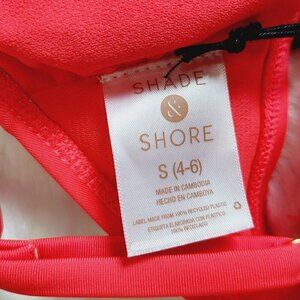 SHADE
&
SHORE
S (4-6)
MADE IN CAMBODIA
HECHO EN CAMBOYA
LABEL MADE FROM 100% RECYCLED PLASTIC
ETIQUETA ELABORADA CON PLÁSTICO
100% RECICLADO